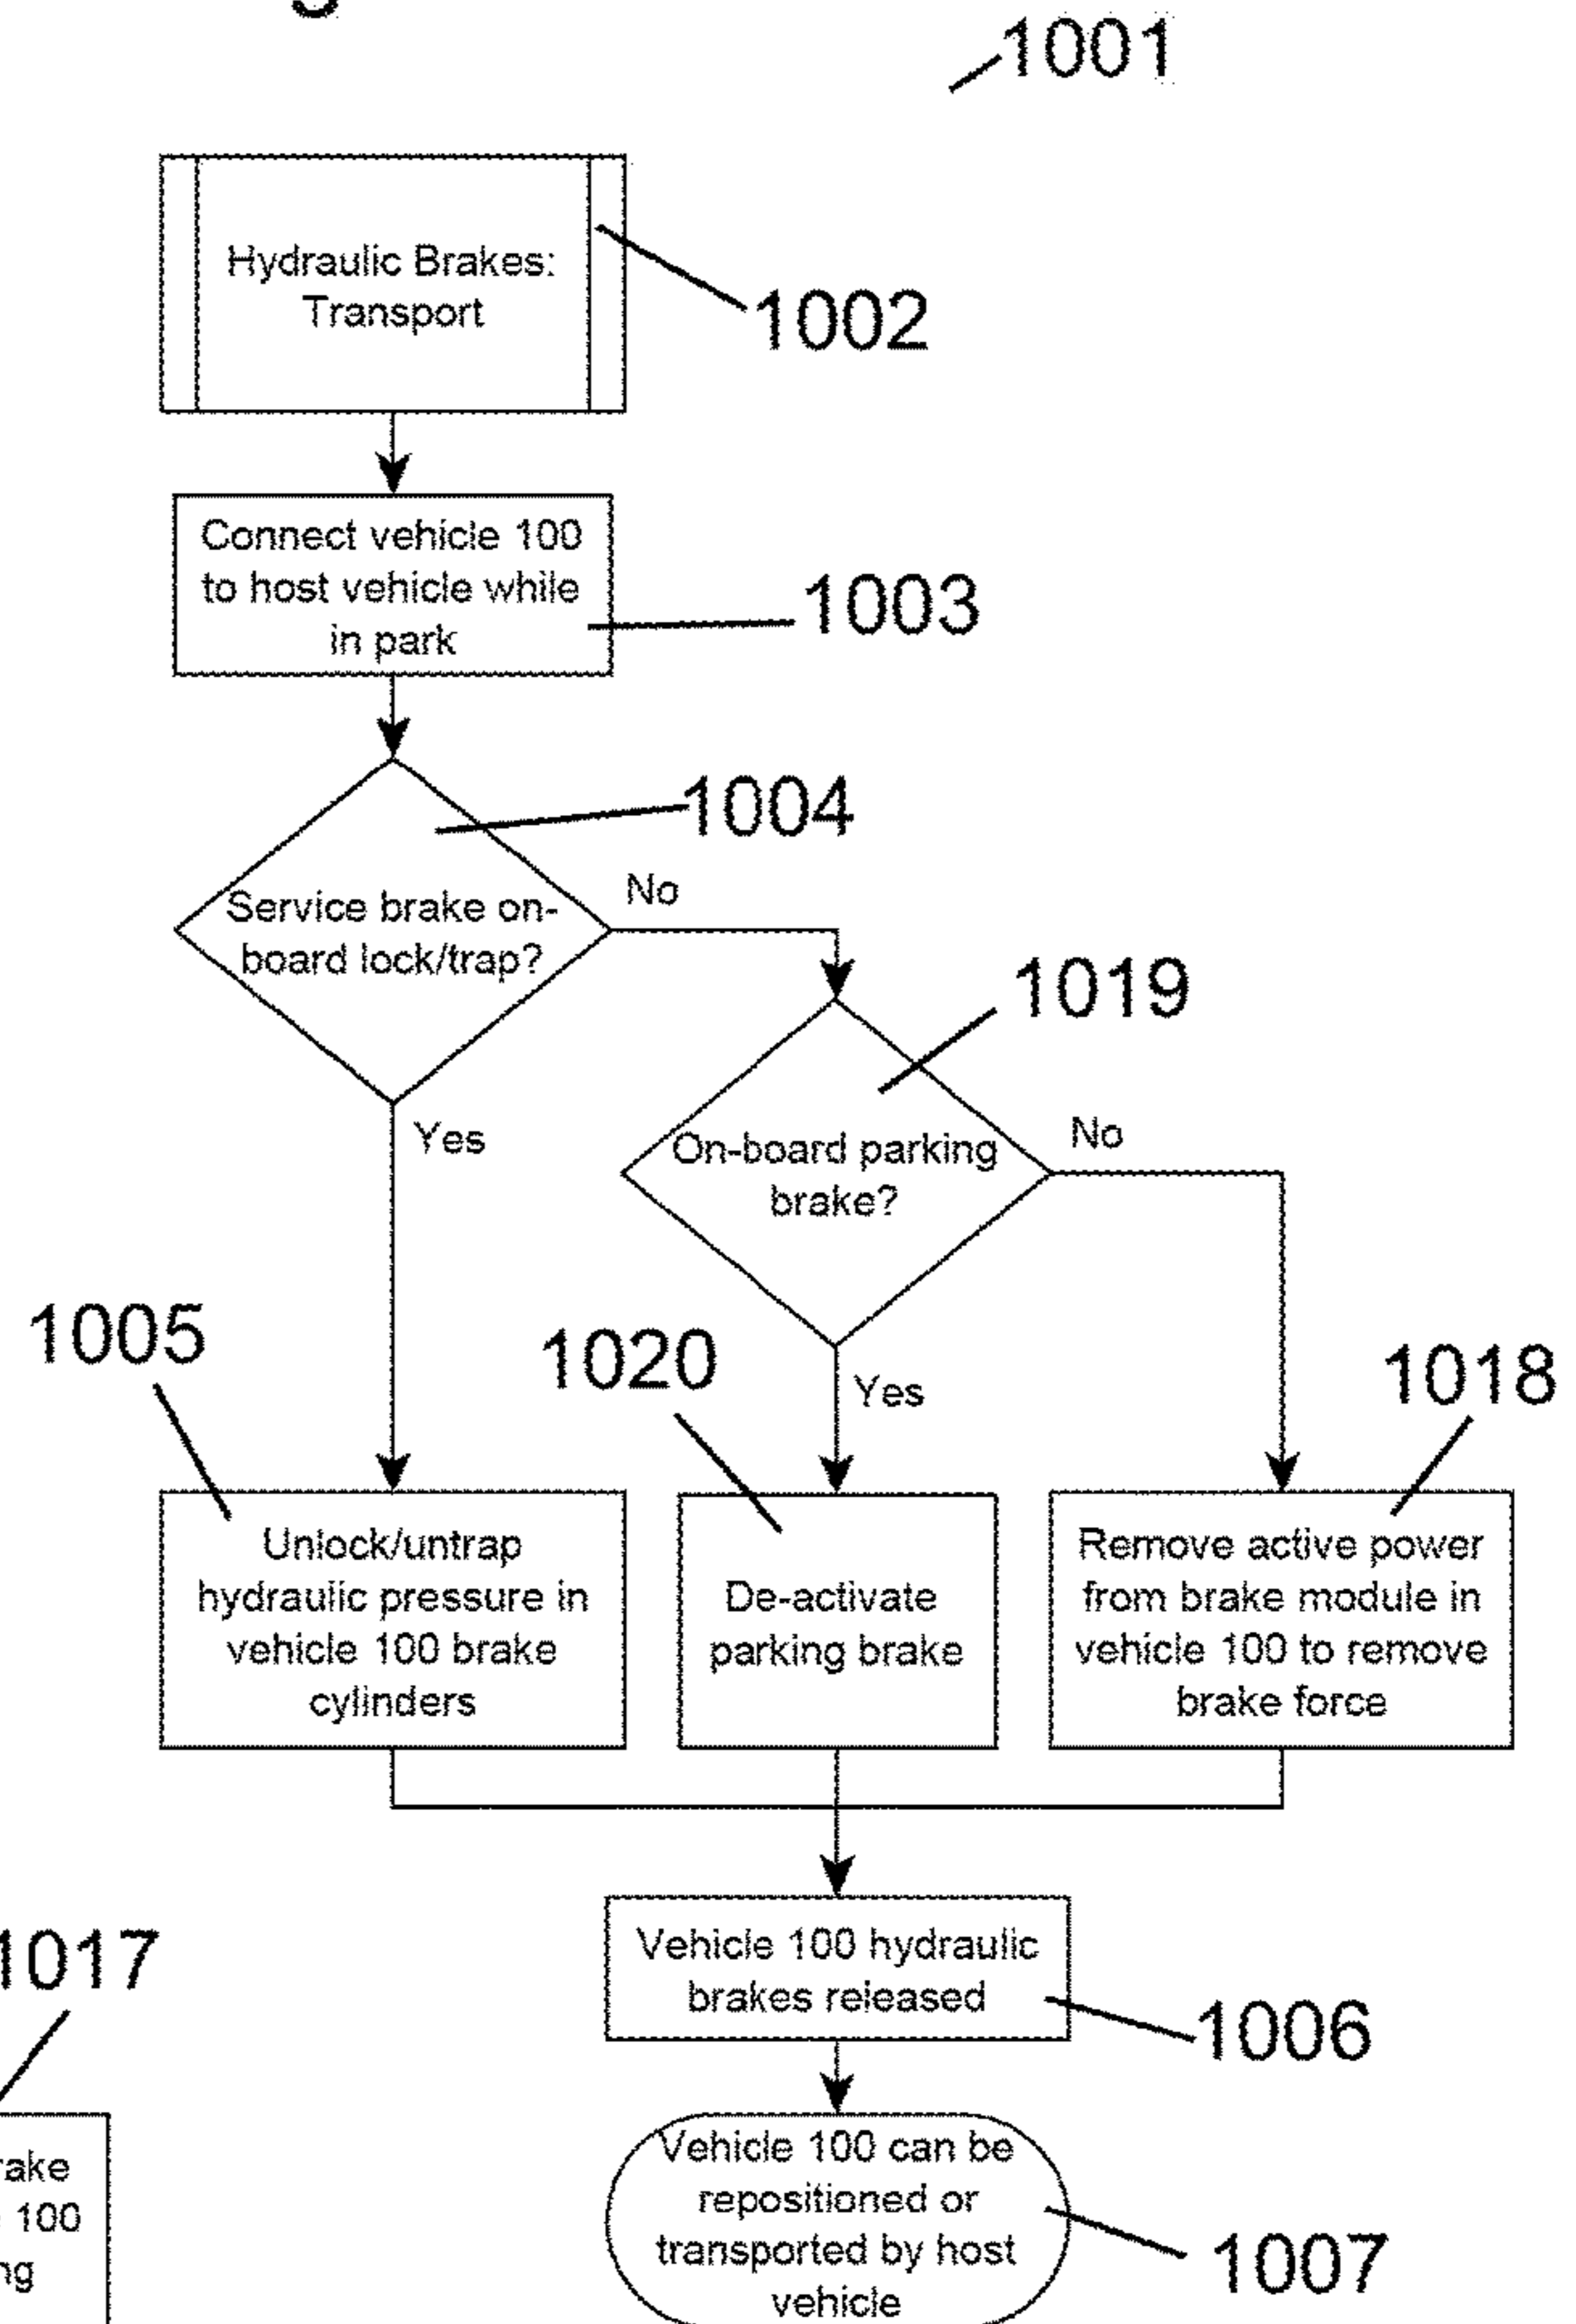 1001
Hydraulic Brakes:
Transport
1002
Connect vehicle 100
to host vehicle while
in park
1003
1004
Service brake on-
board lock/trap?
No
Yes
1019
On-board parking
brake?
No
Yes
1005
1020
1018
Unlock/untrap
hydraulic pressure in
vehicle 100 brake
cylinders
De-activate
parking brake
Remove active power
from brake module in
vehicle 100 to remove
brake force
Vehicle 100 hydraulic
brakes released
1006
1017
100
Vehicle 100 can be
repositioned or
transported by host
vehicle
1007